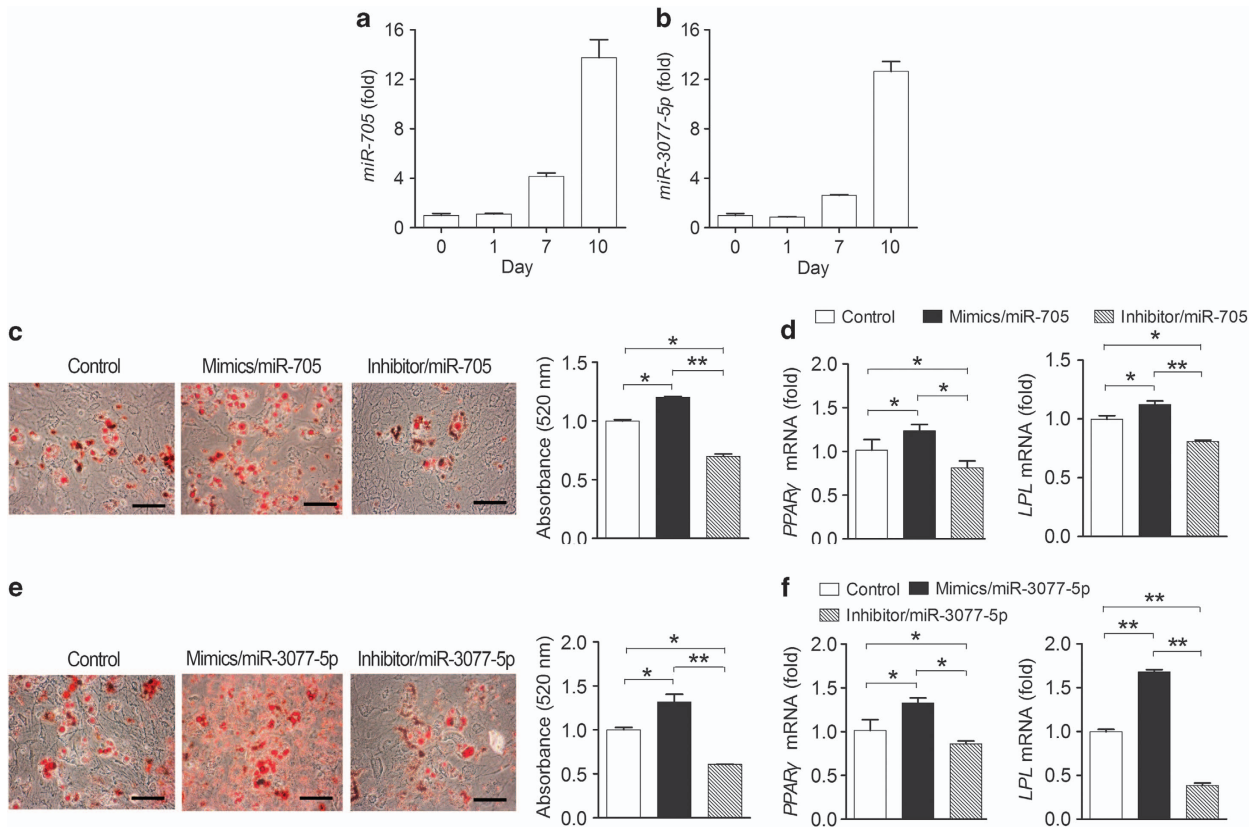 a
b
16
12
8
4
0
miR-705 (fold)
0 1 7 10
Day
16
12
8
4
0
miR-3077-5p (fold)
0 1 7 10
Day
c
Control
Mimics/miR-705
Inhibitor/miR-705
Absorbance (520 nm)
1.5
1.0
0.5
0.0
*
*
**
d
Control
Mimics/miR-705
Inhibitor/miR-705
PPARγ mRNA (fold)
2.0
1.5
1.0
0.5
0.0
*
*
*
LPL mRNA (fold)
1.5
1.0
0.5
0.0
*
*
**
e
Control
Mimics/miR-3077-5p
Inhibitor/miR-3077-5p
Absorbance (520 nm)
2.0
1.5
1.0
0.5
0.0
*
*
**
f
Control
Mimics/miR-3077-5p
Inhibitor/miR-3077-5p
PPARγ mRNA (fold)
2.0
1.5
1.0
0.5
0.0
*
*
*
LPL mRNA (fold)
2.0
1.5
1.0
0.5
0.0
**
**
**